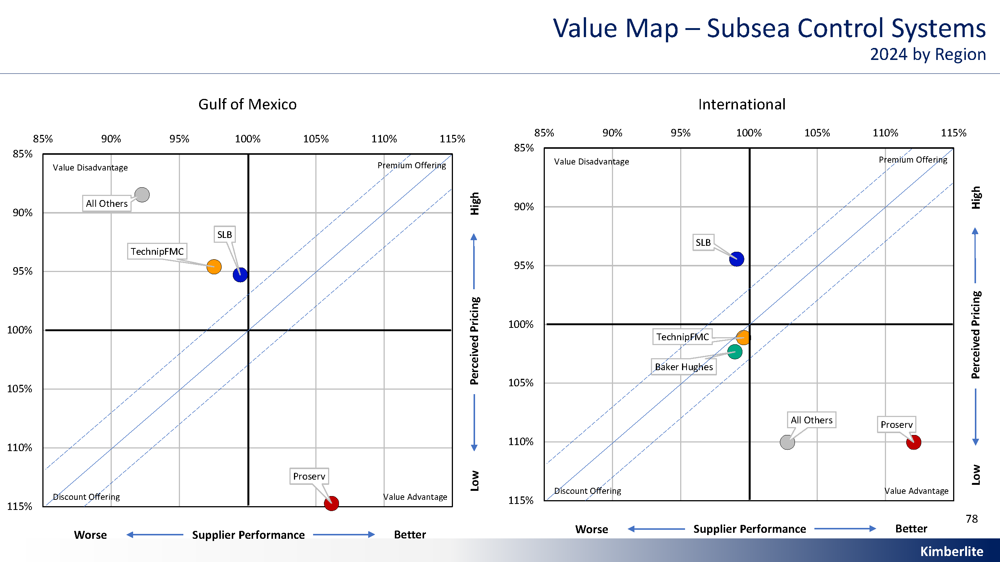 Value Map – Subsea Control Systems
2024 by Region
Gulf of Mexico
85% 90% 95% 100% 105% 110% 115%
85%
90%
95%
100%
105%
110%
115%
Value Disadvantage
Premium Offering
All Others
SLB
TechnipFMC
Proserv
Discount Offering
Value Advantage
High
Perceived Pricing
Low
Worse Supplier Performance Better
International
85% 90% 95% 100% 105% 110% 115%
85%
90%
95%
100%
105%
110%
115%
Value Disadvantage
Premium Offering
SLB
TechnipFMC
Baker Hughes
All Others
Proserv
Discount Offering
Value Advantage
High
Perceived Pricing
Low
Worse Supplier Performance Better
78
Kimberlite